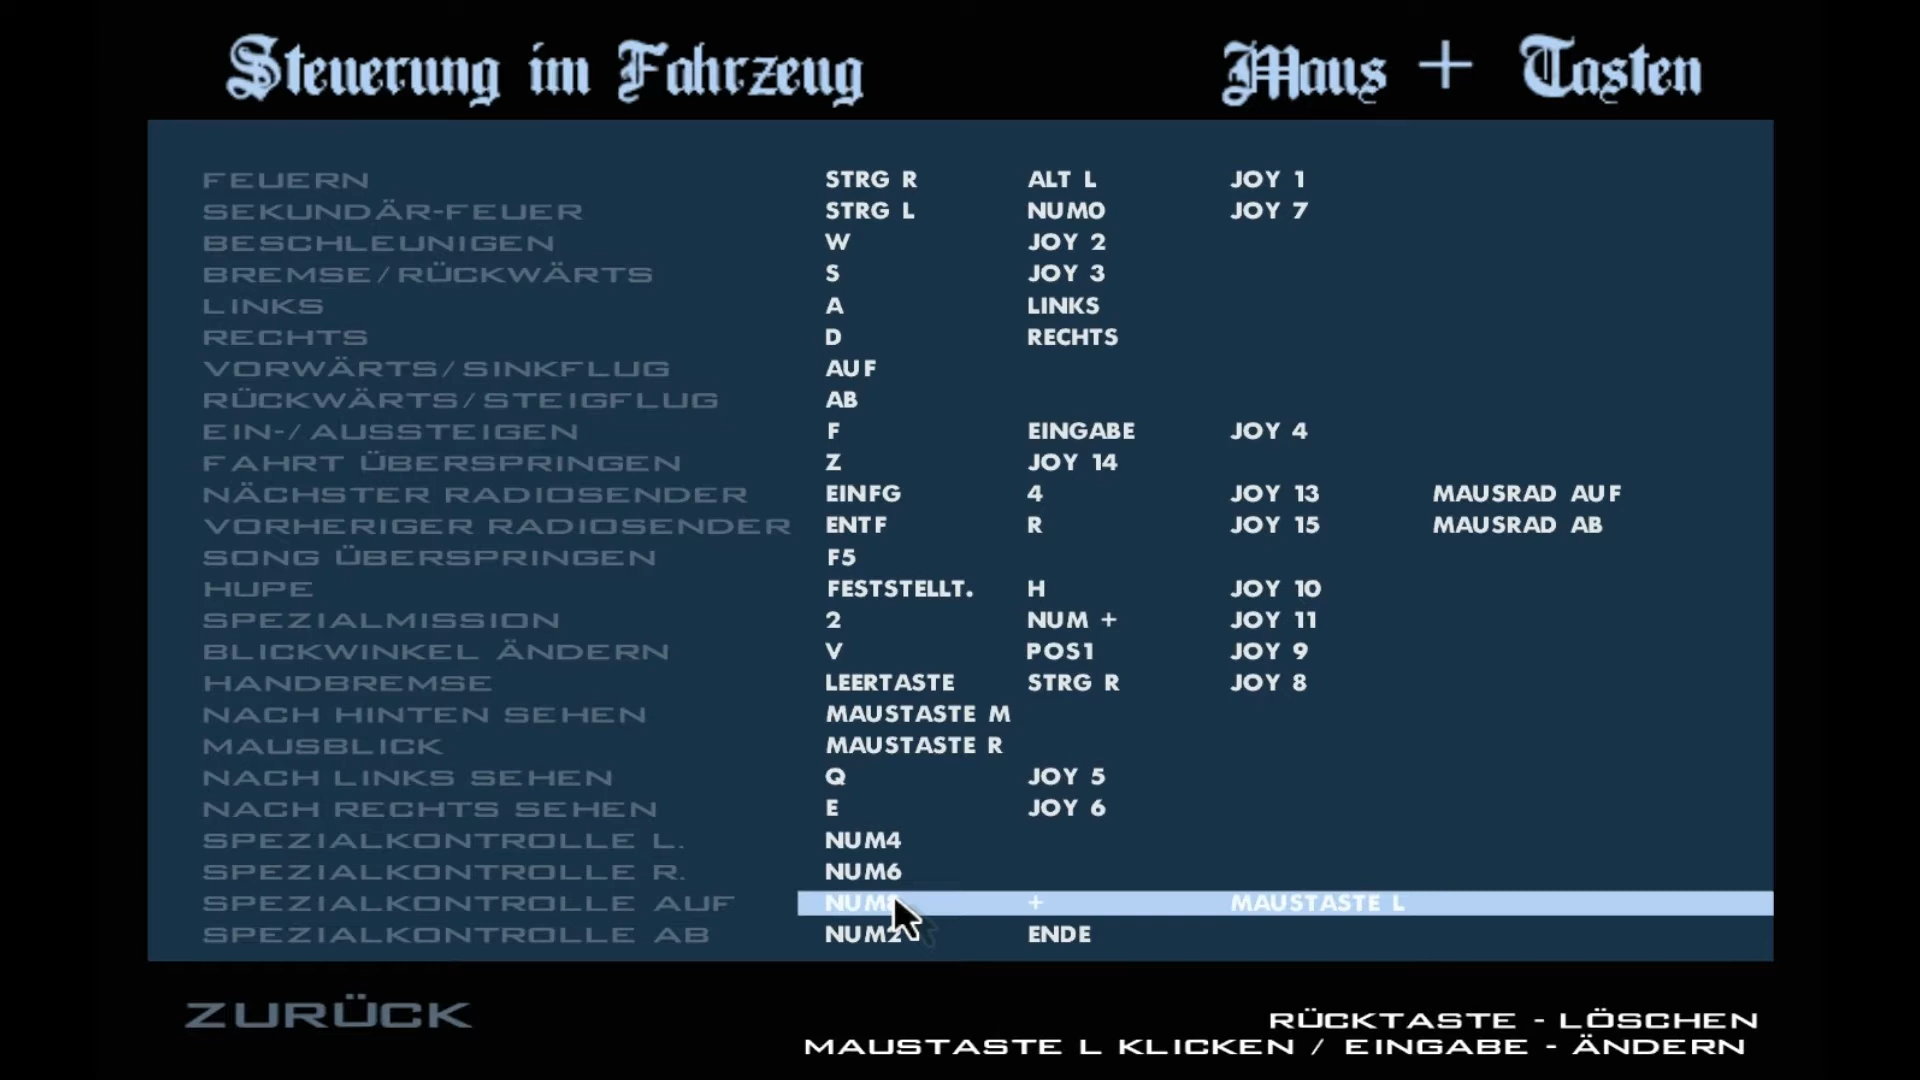 Steuerung im Fahrzeug Maus + Tasten
FEUERN STRG R ALT L JOY 1
SEKUNDÄR-FEUER STRG L NUM0 JOY 7
BESCHLEUNIGEN W JOY 2
BREMSE/RÜCKWÄRTS S JOY 3
LINKS A LINKS
RECHTS D RECHTS
VORWÄRTS/SINKFLUG AUF
RÜCKWÄRTS/STEIGFLUG AB
EIN-/AUSSTEIGEN F EINGABE JOY 4
FAHRT ÜBERSPRINGEN Z JOY 14
NÄCHSTER RADIOSENDER EINFG 4 JOY 13 MAUSRAD AUF
VORHERIGER RADIOSENDER ENTF R JOY 15 MAUSRAD AB
SONG ÜBERSPRINGEN F5
HUPE FESTSTELLT. H JOY 10
SPEZIALMISSION 2 NUM + JOY 11
BLICKWINKEL ÄNDERN V POS1 JOY 9
HANDBREMSE LEERTASTE STRG R JOY 8
NACH HINTEN SEHEN MAUSTASTE M
MAUSBLICK MAUSTASTE R
NACH LINKS SEHEN Q JOY 5
NACH RECHTS SEHEN E JOY 6
SPEZIALKONTROLLE L. NUM4
SPEZIALKONTROLLE R. NUM6
SPEZIALKONTROLLE AUF + MAUSTASTE L
SPEZIALKONTROLLE AB NUM2 ENDE
ZURÜCK
RÜCKTASTE - LÖSCHEN
MAUSTASTE L KLICKEN / EINGABE - ÄNDERN